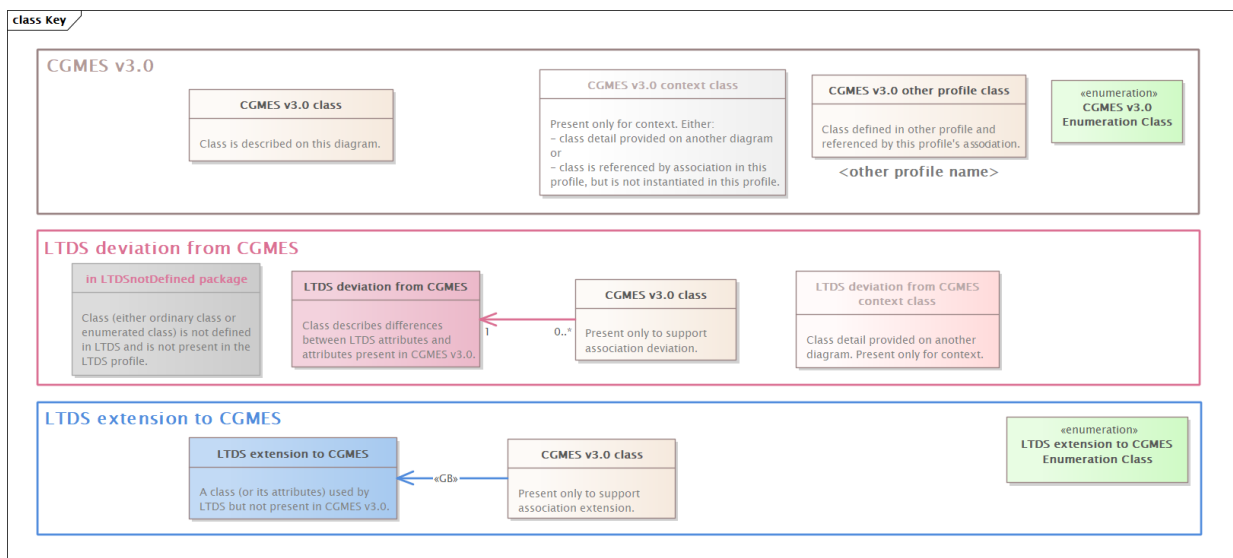 class Key
CGMES v3.0
CGMES v3.0 class
Class is described on this diagram.
CGMES v3.0 context class
Present only for context. Either:
- class detail provided on another diagram
or
- class is referenced by association in this
profile, but is not instantiated in this profile.
CGMES v3.0 other profile class
Class defined in other profile and
referenced by this profile's association.
<other profile name>
«enumeration»
CGMES v3.0
Enumeration Class
LTDS deviation from CGMES
in LTDSnotDefined package
Class (either ordinary class or
enumerated class) is not defined
in LTDS and is not present in the
LTDS profile.
LTDS deviation from CGMES
Class describes differences
between LTDS attributes and
attributes present in CGMES v3.0.
1
0..*
CGMES v3.0 class
Present only to support
association deviation.
LTDS deviation from CGMES
context class
Class detail provided on another
diagram. Present only for context.
LTDS extension to CGMES
LTDS extension to CGMES
A class (or its attributes) used by
LTDS but not present in CGMES v3.0.
«GB»
CGMES v3.0 class
Present only to support
association extension.
«enumeration»
LTDS extension to CGMES
Enumeration Class